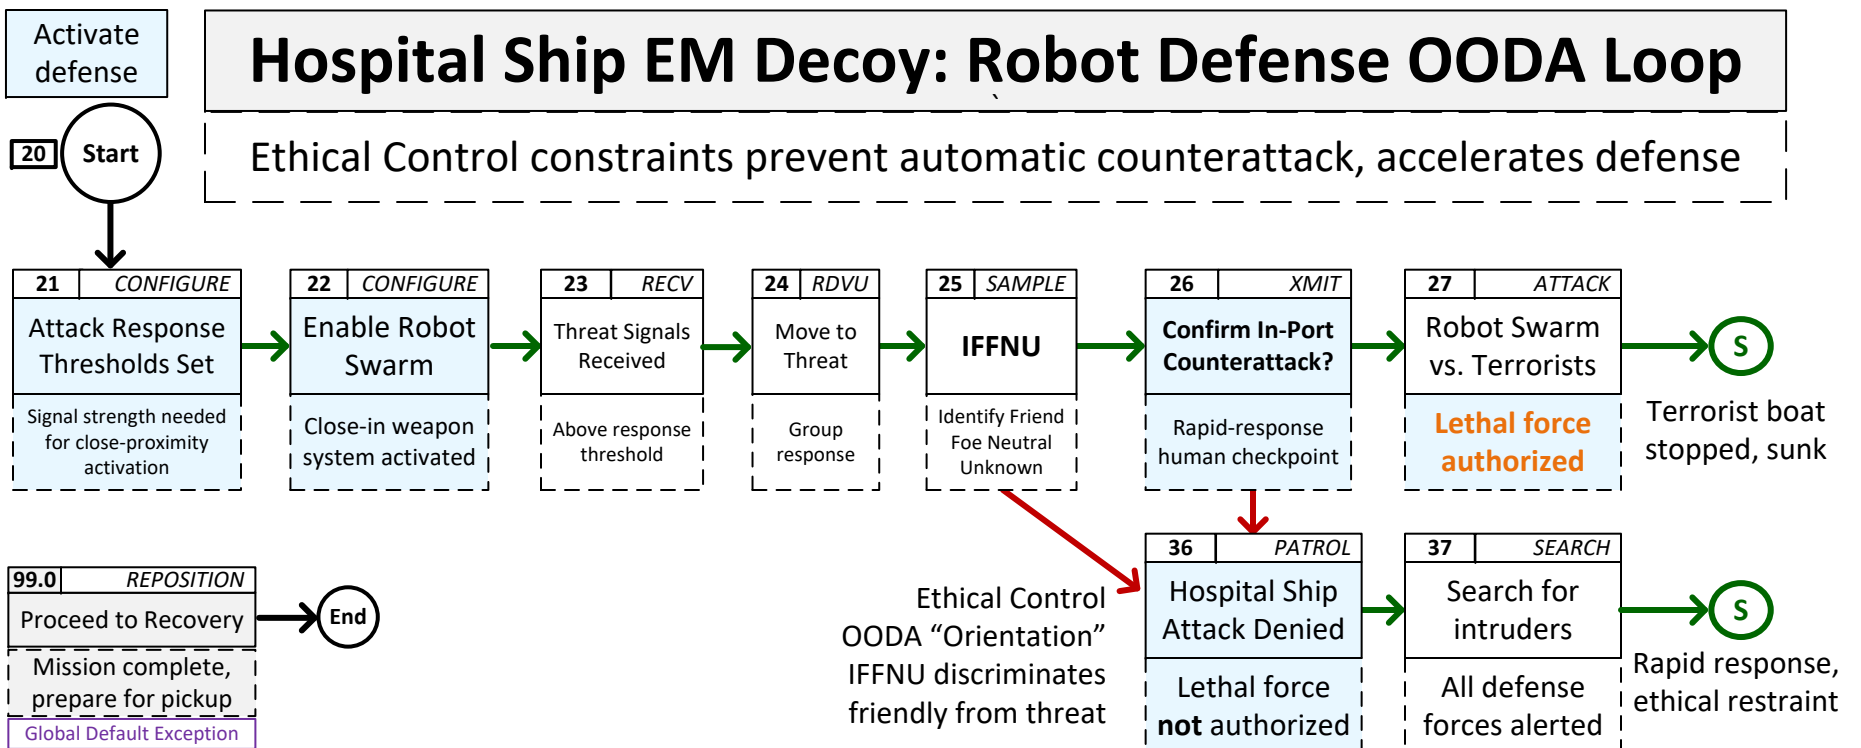 Activate
defense
Hospital Ship EM Decoy: Robot Defense OODA Loop
`
Ethical Control constraints prevent automatic counterattack, accelerates defense
20
Start
21 CONFIGURE
Attack Response
Thresholds Set
Signal strength needed
for close-proximity
activation
22 CONFIGURE
Enable Robot
Swarm
Close-in weapon
system activated
23 RECV
Threat Signals
Received
Above response
threshold
24 RDVU
Move to
Threat
Group
response
25 SAMPLE
IFFNU
Identify Friend
Foe Neutral
Unknown
26 XMIT
Confirm In-Port
Counterattack?
Rapid-response
human checkpoint
27 ATTACK
Robot Swarm
vs. Terrorists
Lethal force
authorized
S
Terrorist boat
stopped, sunk
99.0 REPOSITION
Proceed to Recovery
Mission complete,
prepare for pickup
Global Default Exception
End
Ethical Control
OODA “Orientation”
IFFNU discriminates
friendly from threat
36 PATROL
Hospital Ship
Attack Denied
Lethal force
not authorized
37 SEARCH
Search for
intruders
All defense
forces alerted
S
Rapid response,
ethical restraint